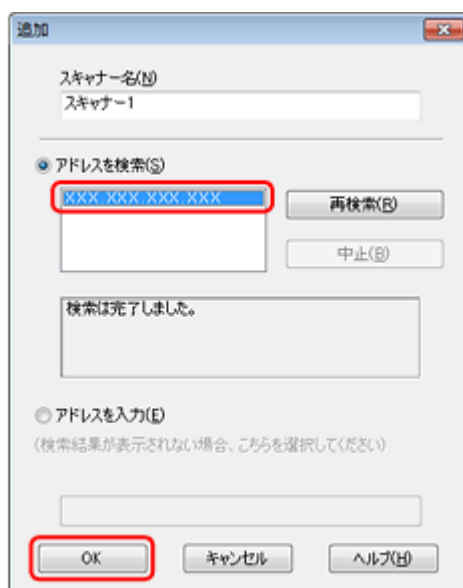 追加
スキャナー名(N)
スキャナー1
アドレスを検索(S)
XXX.XXX.XXX.XXX
再検索(R)
中止(B)
検索は完了しました。
アドレスを入力(E)
(検索結果が表示されない場合、こちらを選択してください)
OK
キャンセル
ヘルプ(H)